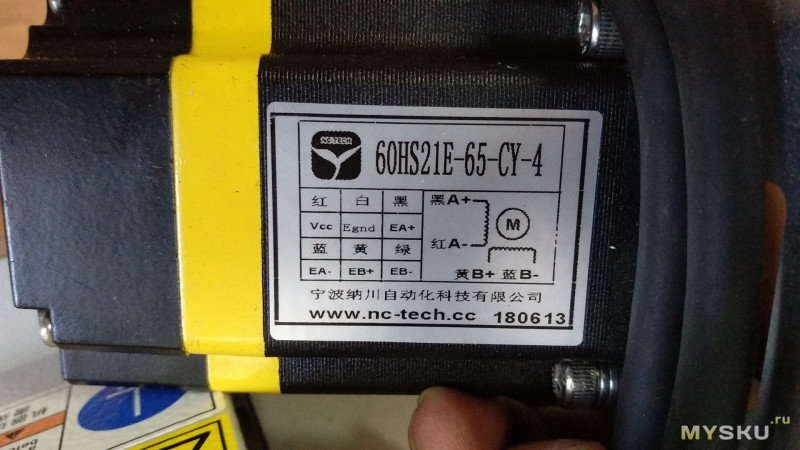 NC-TECH
60HS21E-65-CY-4
红 白 黑
Vcc Egnd EA+
蓝 黄 绿
EA- EB+ EB-
黑A+
M
红A-
黄B+ 蓝B-
宁波纳川自动化科技有限公司
www.nc-tech.cc 180613
MYSKU.ru